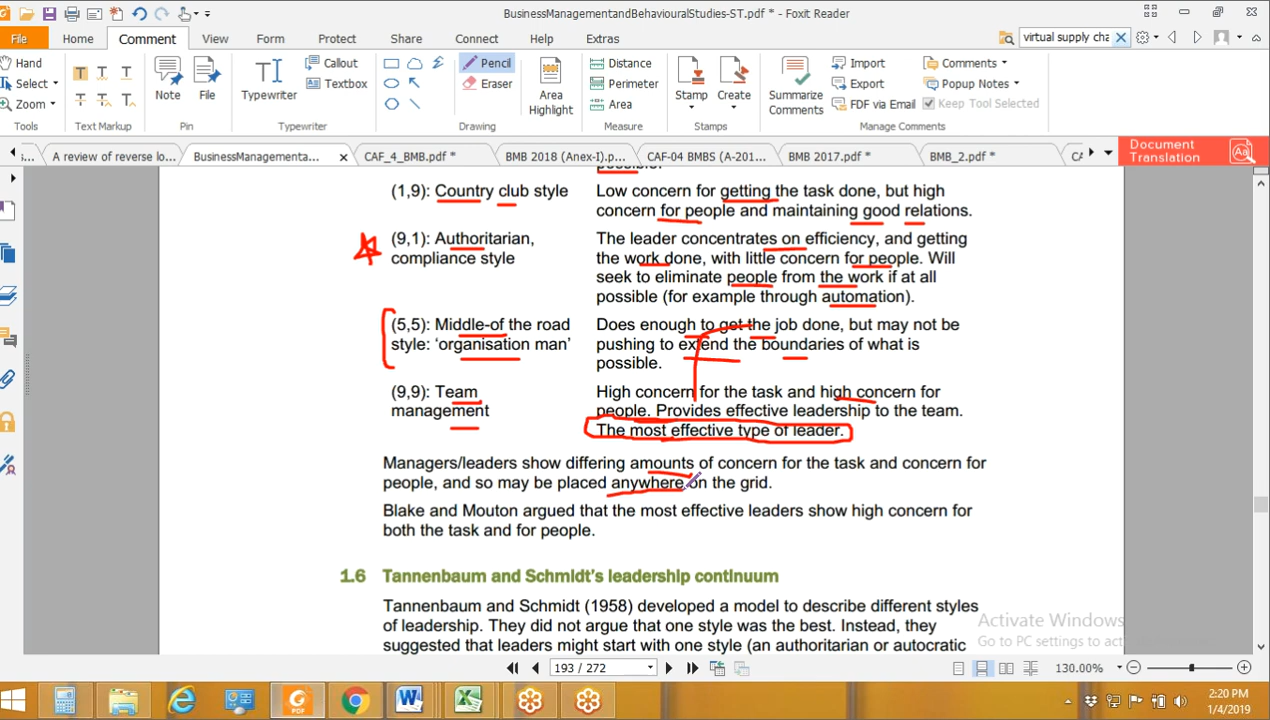 BusinessManagementandBehaviouralStudies-ST.pdf * - Foxit Reader
File Home Comment View Form Protect Share Connect Help Extras
virtual supply cha
Hand
Select
Zoom
Tools
Text Markup
Note
File
Pin
Typewriter
Callout
Textbox
Typewriter
Pencil
Eraser
Drawing
Area Highlight
Distance
Perimeter
Area
Measure
Stamp
Create
Stamps
Summarize Comments
Import
Export
FDF via Email
Comments
Popup Notes
Keep Tool Selected
Manage Comments
A review of reverse lo... BusinessManagementa... CAF_4_BMB.pdf * BMB 2018 (Anex-I).p... CAF-04 BMBS (A-201... BMB 2017.pdf * BMB_2.pdf * CA
Document Translation
possible.
(1,9): Country club style Low concern for getting the task done, but high
concern for people and maintaining good relations.
(9,1): Authoritarian, The leader concentrates on efficiency, and getting
compliance style the work done, with little concern for people. Will
seek to eliminate people from the work if at all
possible (for example through automation).
(5,5): Middle-of the road Does enough to get the job done, but may not be
style: ‘organisation man’ pushing to extend the boundaries of what is
possible.
(9,9): Team High concern for the task and high concern for
management people. Provides effective leadership to the team.
The most effective type of leader.
Managers/leaders show differing amounts of concern for the task and concern for
people, and so may be placed anywhere on the grid.
Blake and Mouton argued that the most effective leaders show high concern for
both the task and for people.
1.6 Tannenbaum and Schmidt’s leadership continuum
Tannenbaum and Schmidt (1958) developed a model to describe different styles
of leadership. They did not argue that one style was the best. Instead, they
suggested that leaders might start with one style (an authoritarian or autocratic
Activate Windows
Go to PC settings to act
193 / 272
130.00%
2:20 PM
1/4/2019